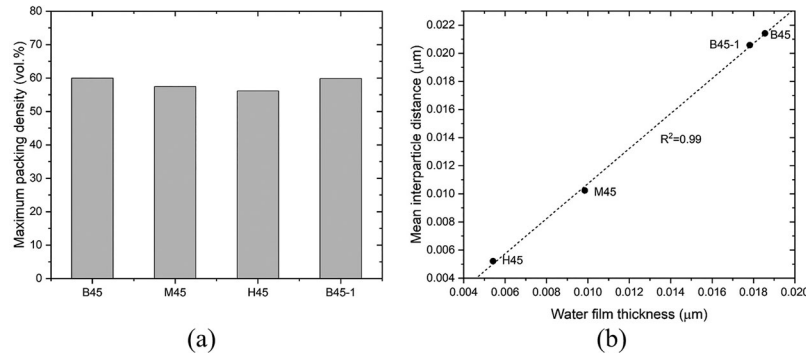 Maximum packing density (vol.%)
80
70
60
50
40
30
20
10
0
B45
M45
H45
B45-1
(a)
Mean interparticle distance (μm)
0.022
0.020
0.018
0.016
0.014
0.012
0.010
0.008
0.006
0.004
B45-1
B45
R²=0.99
M45
H45
0.004 0.006 0.008 0.010 0.012 0.014 0.016 0.018 0.020
Water film thickness (μm)
(b)